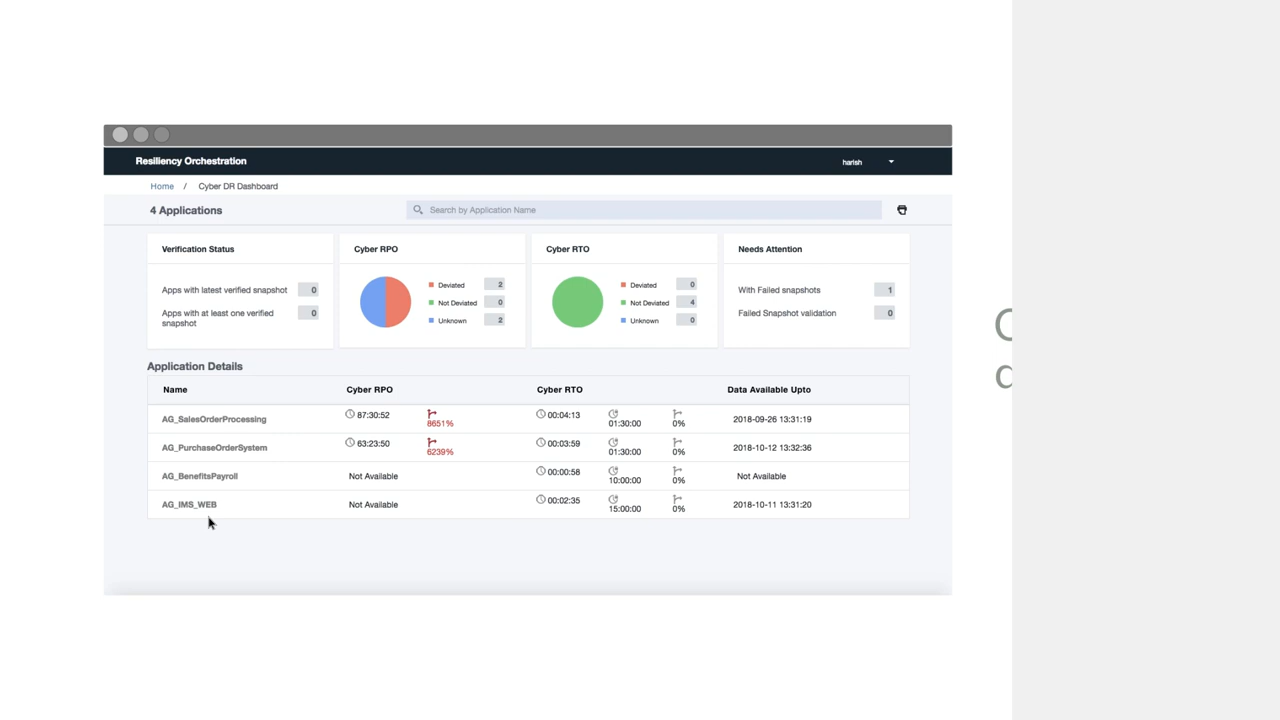 Resiliency Orchestration harish
Home / Cyber DR Dashboard
4 Applications Search by Application Name
Verification Status
Apps with latest verified snapshot 0
Apps with at least one verified
snapshot 0
Cyber RPO
Deviated 2
Not Deviated 0
Unknown 2
Cyber RTO
Deviated 0
Not Deviated 4
Unknown 0
Needs Attention
With Failed snapshots 1
Failed Snapshot validation 0
Application Details
Name Cyber RPO Cyber RTO Data Available Upto
AG_SalesOrderProcessing 87:30:52 8651% 00:04:13 01:30:00 0% 2018-09-26 13:31:19
AG_PurchaseOrderSystem 63:23:50 6239% 00:03:59 01:30:00 0% 2018-10-12 13:32:36
AG_BenefitsPayroll Not Available 00:00:58 10:00:00 0% Not Available
AG_IMS_WEB Not Available 00:02:35 15:00:00 0% 2018-10-11 13:31:20